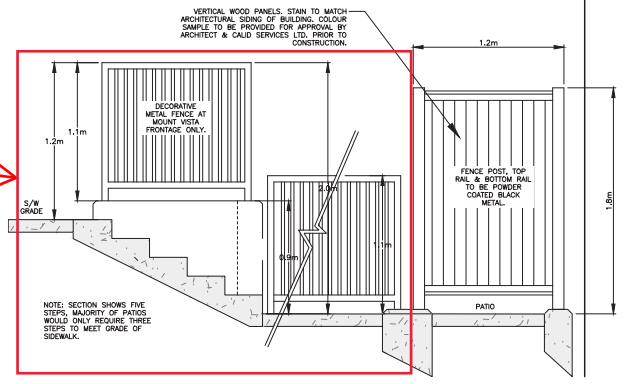 VERTICAL WOOD PANELS. STAIN TO MATCH
ARCHITECTURAL SIDING OF BUILDING. COLOUR
SAMPLE TO BE PROVIDED FOR APPROVAL BY
ARCHITECT & CALID SERVICES LTD. PRIOR TO
CONSTRUCTION.
1.2m
DECORATIVE
METAL FENCE AT
MOUNT VISTA
FRONTAGE ONLY.
1.1m
1.2m
FENCE POST, TOP
RAIL & BOTTOM RAIL
TO BE POWDER
COATED BLACK
METAL.
2.0m
1.8m
S/W
GRADE
1.1m
0.9m
NOTE: SECTION SHOWS FIVE
STEPS, MAJORITY OF PATIOS
WOULD ONLY REQUIRE THREE
STEPS TO MEET GRADE OF
SIDEWALK.
PATIO